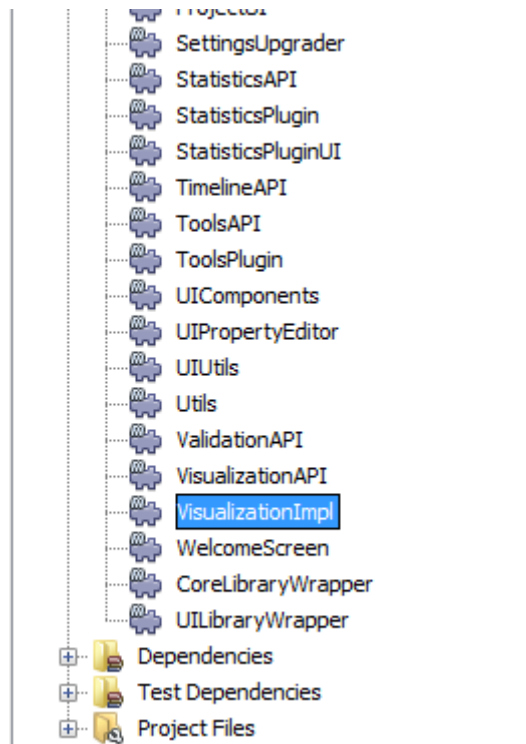 ProjectUI
SettingsUpgrader
StatisticsAPI
StatisticsPlugin
StatisticsPluginUI
TimelineAPI
ToolsAPI
ToolsPlugin
UIComponents
UIPropertyEditor
UIUtils
Utils
ValidationAPI
VisualizationAPI
VisualizationImpl
WelcomeScreen
CoreLibraryWrapper
UILibraryWrapper
Dependencies
Test Dependencies
Project Files